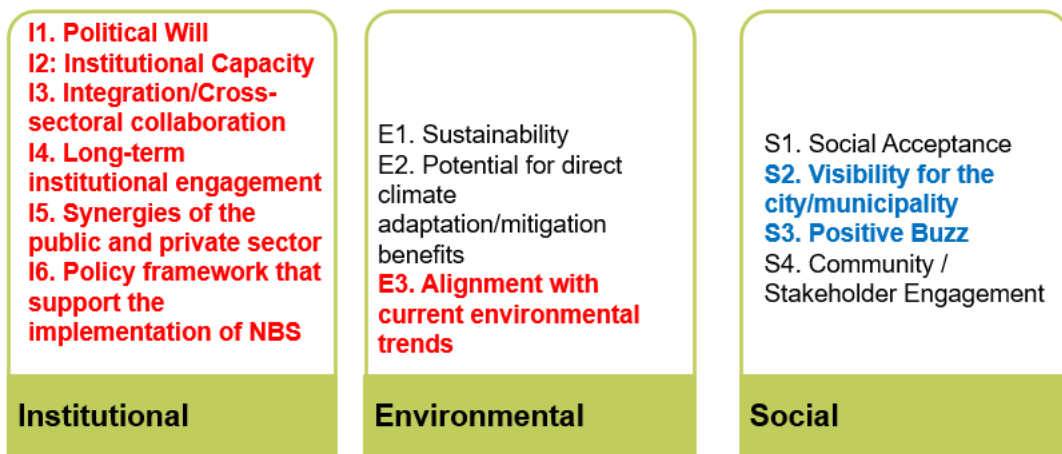 I1. Political Will
I2: Institutional Capacity
I3. Integration/Cross-
sectoral collaboration
I4. Long-term
institutional engagement
I5. Synergies of the
public and private sector
I6. Policy framework that
support the
implementation of NBS
Institutional
E1. Sustainability
E2. Potential for direct
climate
adaptation/mitigation
benefits
E3. Alignment with
current environmental
trends
Environmental
S1. Social Acceptance
S2. Visibility for the
city/municipality
S3. Positive Buzz
S4. Community /
Stakeholder Engagement
Social